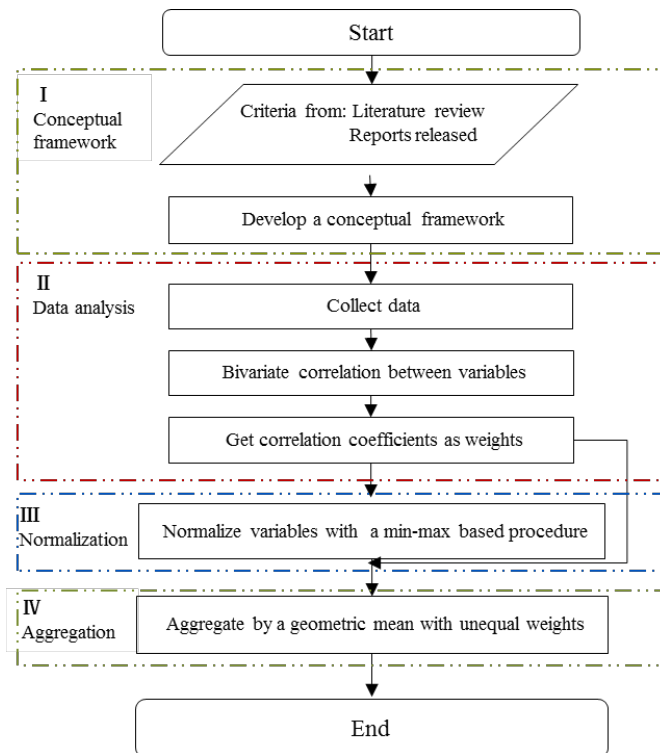 Start
Ⅰ
Conceptual
framework
Criteria from: Literature review
Reports released
Develop a conceptual framework
Ⅱ
Data analysis
Collect data
Bivariate correlation between variables
Get correlation coefficients as weights
Ⅲ
Normalization
Normalize variables with a min-max based procedure
Ⅳ
Aggregation
Aggregate by a geometric mean with unequal weights
End